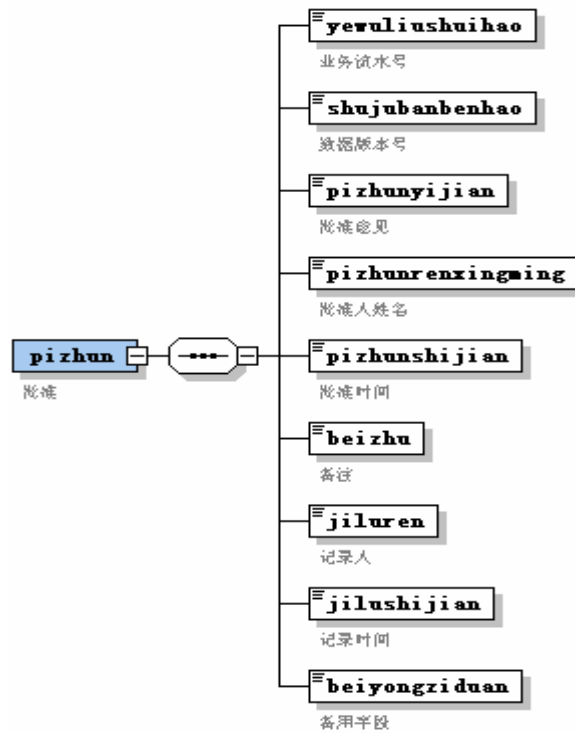 yewuliushuihao
业务流水号
shujubanbenhao
数据版本号
pizhunyijian
批准意见
pizhunrenxingming
批准人姓名
pizhun
批准
pizhunshijian
批准时间
beizhu
备注
jiluren
记录人
jilushijian
记录时间
beiyongziduan
备用字段